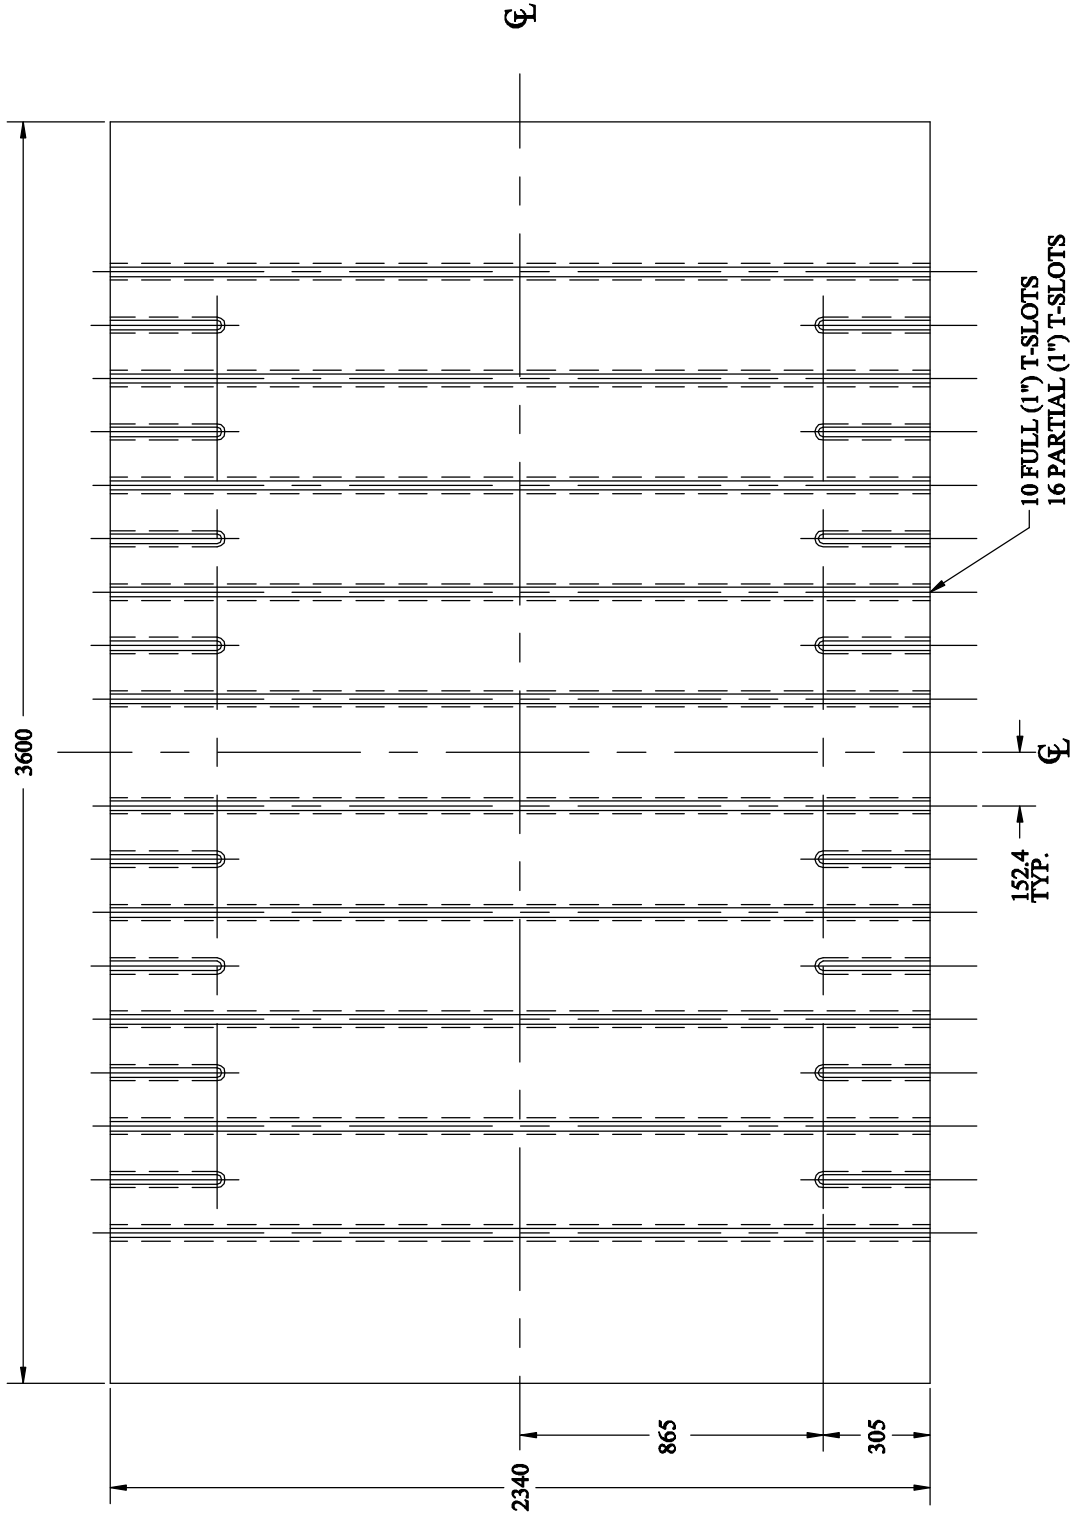 3600
℄
10 FULL (1") T-SLOTS
16 PARTIAL (1") T-SLOTS
℄
152.4
TYP.
865
305
2340